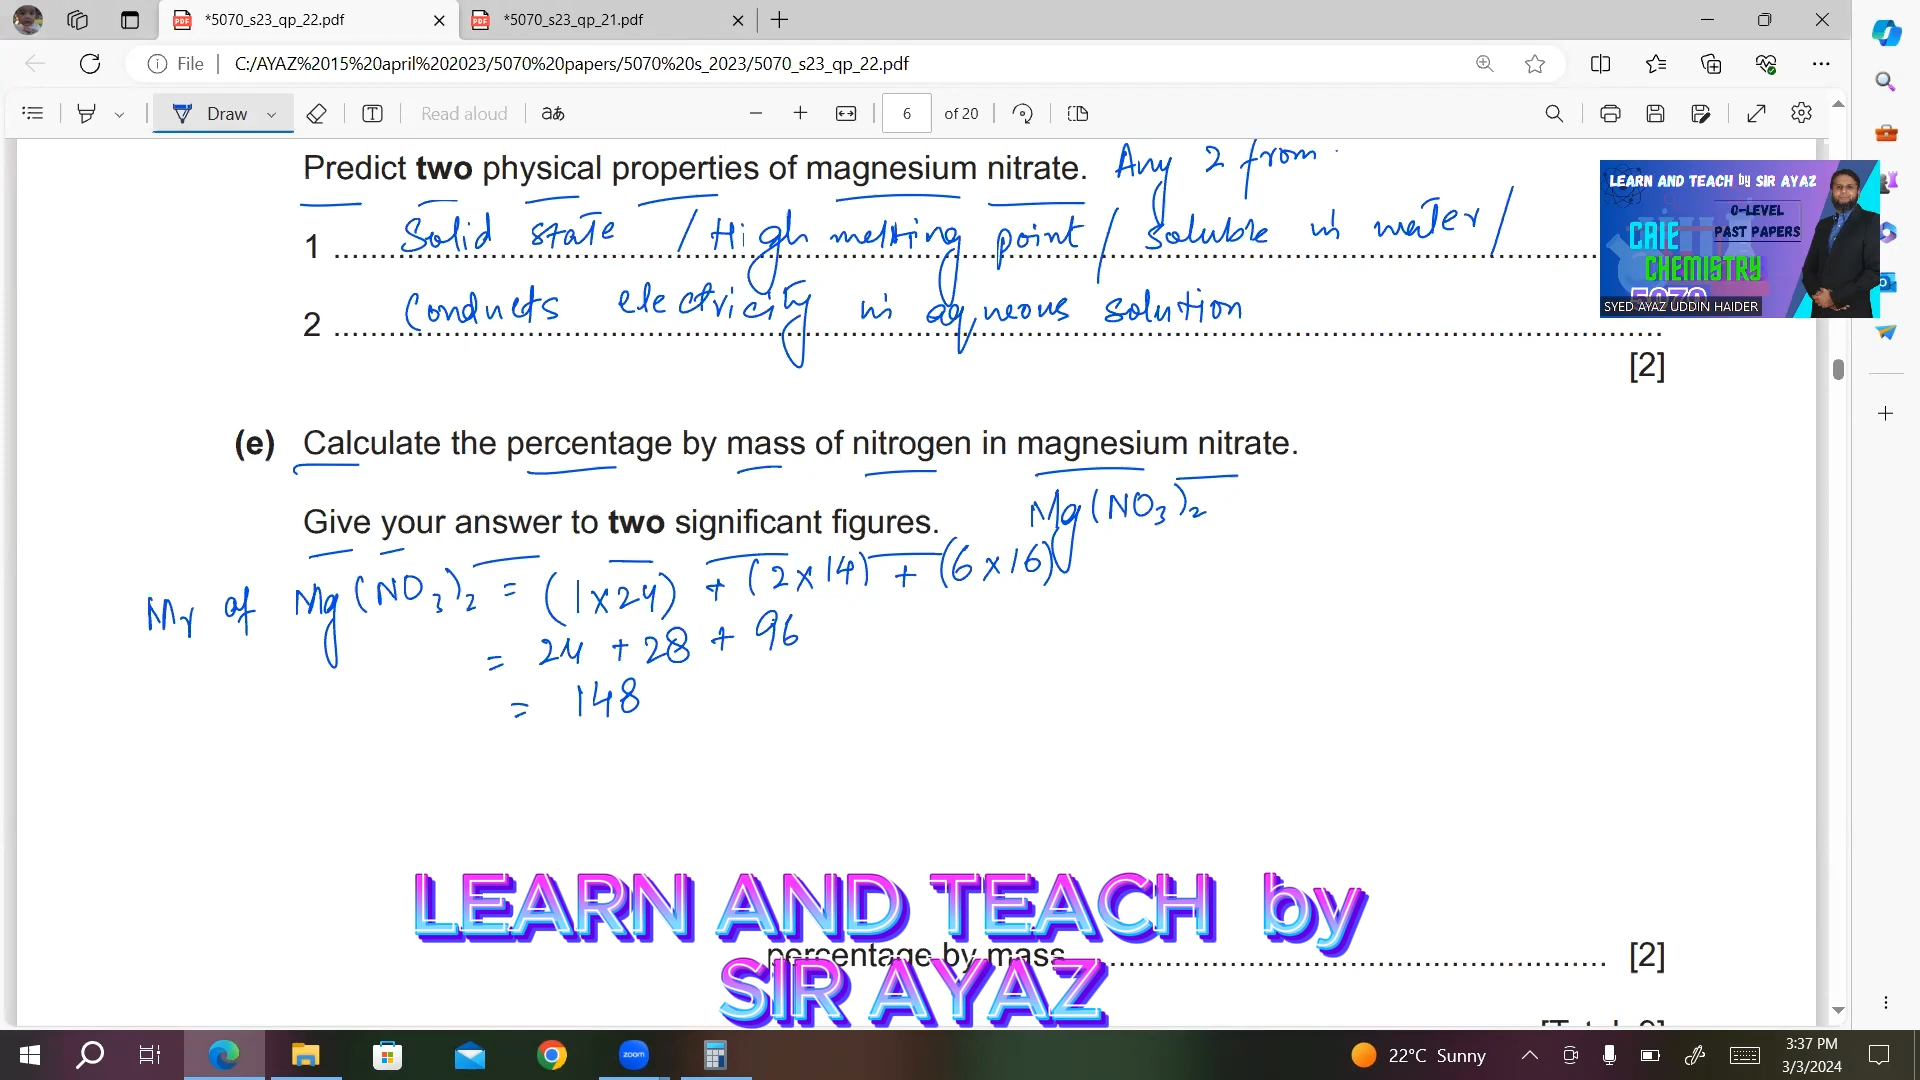 *5070_s23_qp_22.pdf
*5070_s23_qp_21.pdf
File
C:/AYAZ%2015%20april%202023/5070%20papers/5070%20s_2023/5070_s23_qp_22.pdf
Draw
Read aloud
aあ
6 of 20
Predict two physical properties of magnesium nitrate. Any 2 from
1 Solid state / High melting point / soluble in water /
2 Conducts electricity in aqueous solution
[2]
LEARN AND TEACH by SIR AYAZ
O-LEVEL
PAST PAPERS
CAIE
CHEMISTRY
5070
SYED AYAZ UDDIN HAIDER
(e) Calculate the percentage by mass of nitrogen in magnesium nitrate.
Mg(NO3)2
Give your answer to two significant figures.
Mr of Mg(NO3)2 = (1x24) + (2x14) + (6x16)
= 24 + 28 + 96
= 148
LEARN AND TEACH by
percentage by mass [2]
SIR AYAZ
22°C Sunny
zoom
3:37 PM
3/3/2024